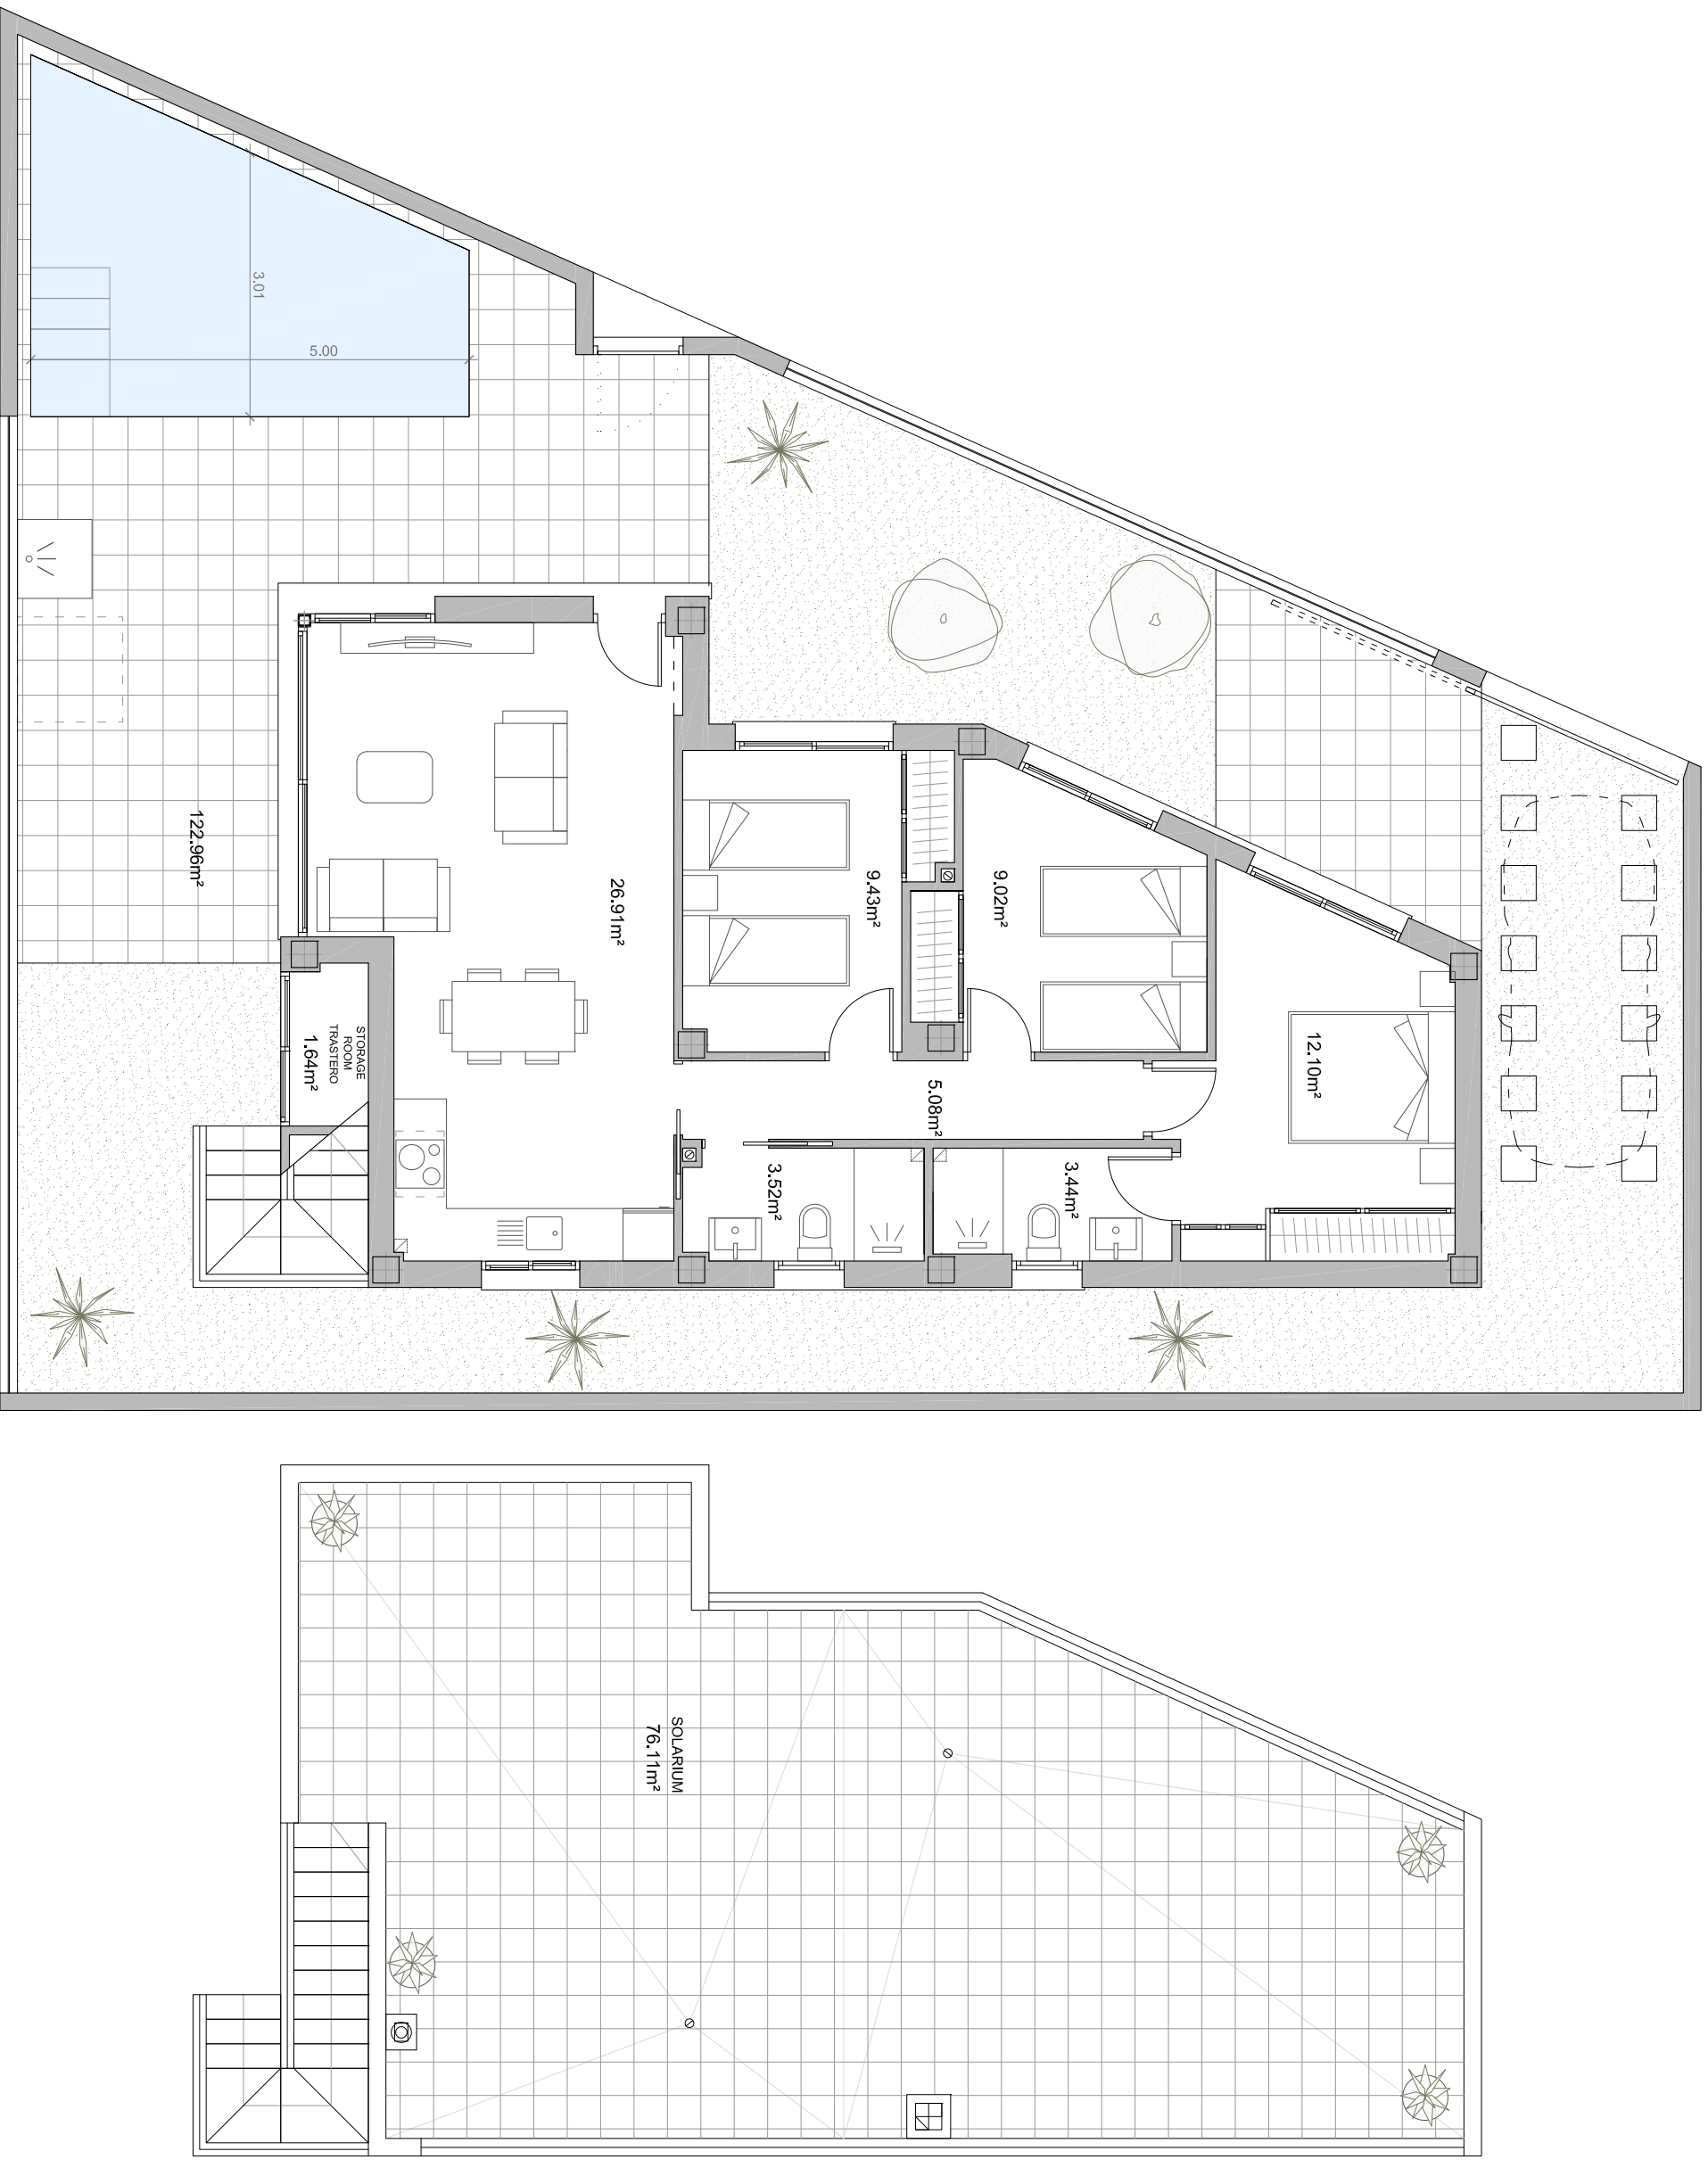 3.01
5.00
122.96m²
26.91m²
9.43m²
9.02m²
12.10m²
5.08m²
3.52m²
3.44m²
STORAGE
ROOM
TRASTERO
1.64m²
SOLARIUM
76.11m²